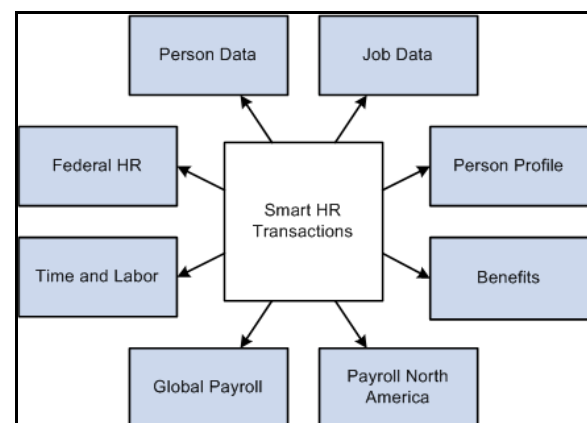 Person Data
Job Data
Federal HR
Person Profile
Smart HR
Transactions
Time and Labor
Benefits
Global Payroll
Payroll North
America